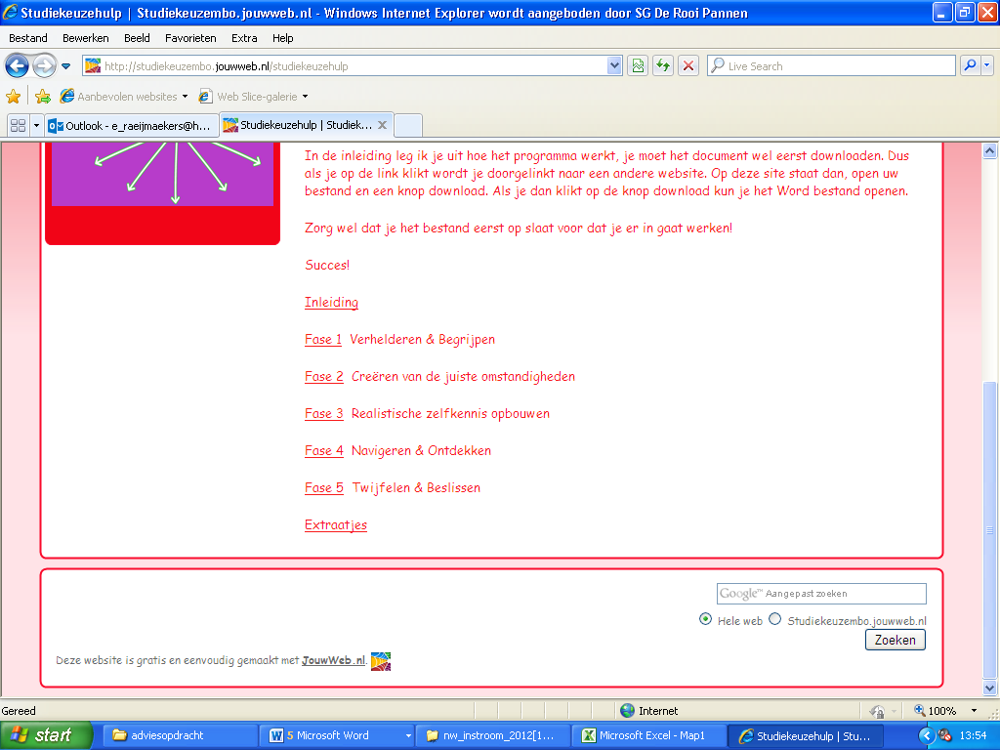 Studiekeuzehulp | Studiekeuzembo.jouwweb.nl - Windows Internet Explorer wordt aangeboden door SG De Rooi Pannen
Bestand Bewerken Beeld Favorieten Extra Help
http://studiekeuzembo.jouwweb.nl/studiekeuzehulp
Live Search
Aanbevolen websites
Web Slice-galerie
Outlook - e_raeijmaekers@h...
Studiekeuzehulp | Studiek...
In de inleiding leg ik je uit hoe het programma werkt, je moet het document wel eerst downloaden. Dus
als je op de link klikt wordt je doorgelinkt naar een andere website. Op deze site staat dan, open uw
bestand en een knop download. Als je dan klikt op de knop download kun je het Word bestand openen.
Zorg wel dat je het bestand eerst op slaat voor dat je er in gaat werken!
Succes!
Inleiding
Fase 1 Verhelderen & Begrijpen
Fase 2 Creëren van de juiste omstandigheden
Fase 3 Realistische zelfkennis opbouwen
Fase 4 Navigeren & Ontdekken
Fase 5 Twijfelen & Beslissen
Extraatjes
Google™ Aangepast zoeken
Hele web Studiekeuzembo.jouwweb.nl
Zoeken
Deze website is gratis en eenvoudig gemaakt met JouwWeb.nl.
Gereed Internet 100%
start adviesopdracht 5 Microsoft Word nw_instroom_2012[1... Microsoft Excel - Map1 Studiekeuzehulp | Stu... 13:54